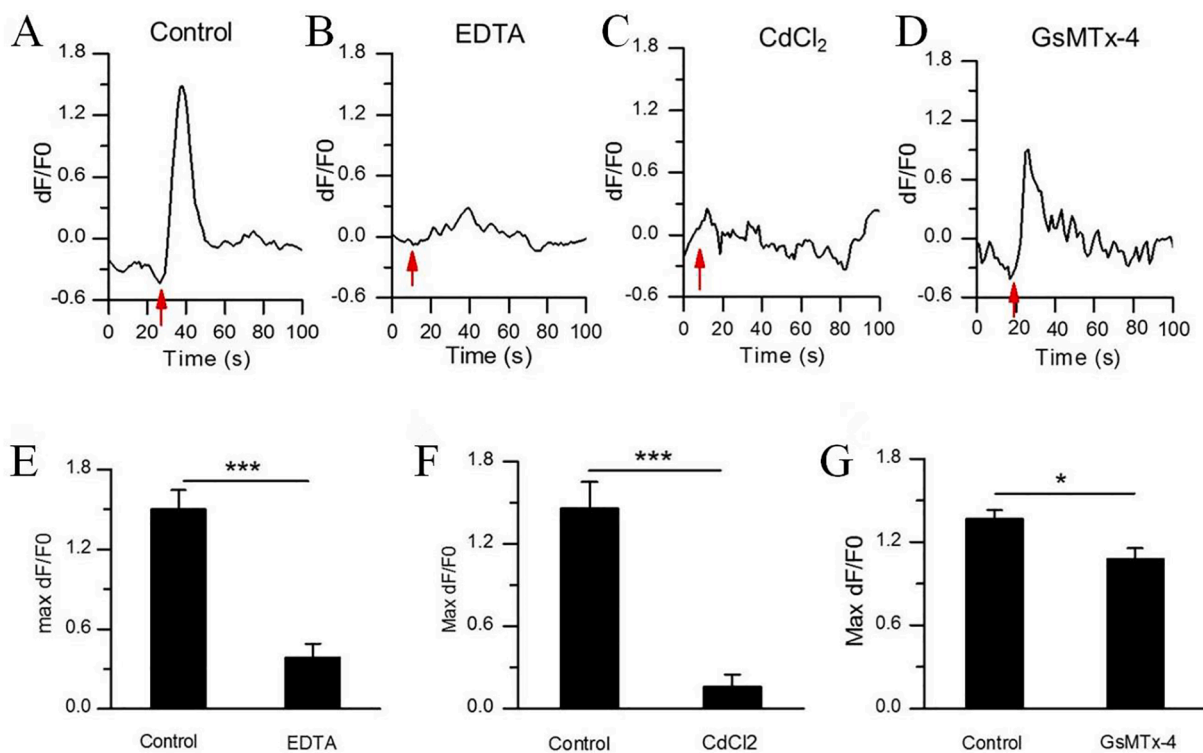 A
Control
1.8
1.2
0.6
0.0
-0.6
dF/F0
0 20 40 60 80 100
Time (s)
B
EDTA
1.8
1.2
0.6
0.0
-0.6
dF/F0
0 20 40 60 80 100
Time (s)
C
CdCl₂
1.8
1.2
0.6
0.0
-0.6
dF/F0
0 20 40 60 80 100
Time (s)
D
GsMTx-4
1.8
1.2
0.6
0.0
-0.6
dF/F0
0 20 40 60 80 100
Time (s)
E
1.8
1.2
0.6
0.0
max dF/F0
***
Control EDTA
F
1.8
1.2
0.6
0.0
Max dF/F0
***
Control CdCl2
G
1.8
1.2
0.6
0.0
Max dF/F0
*
Control GsMTx-4